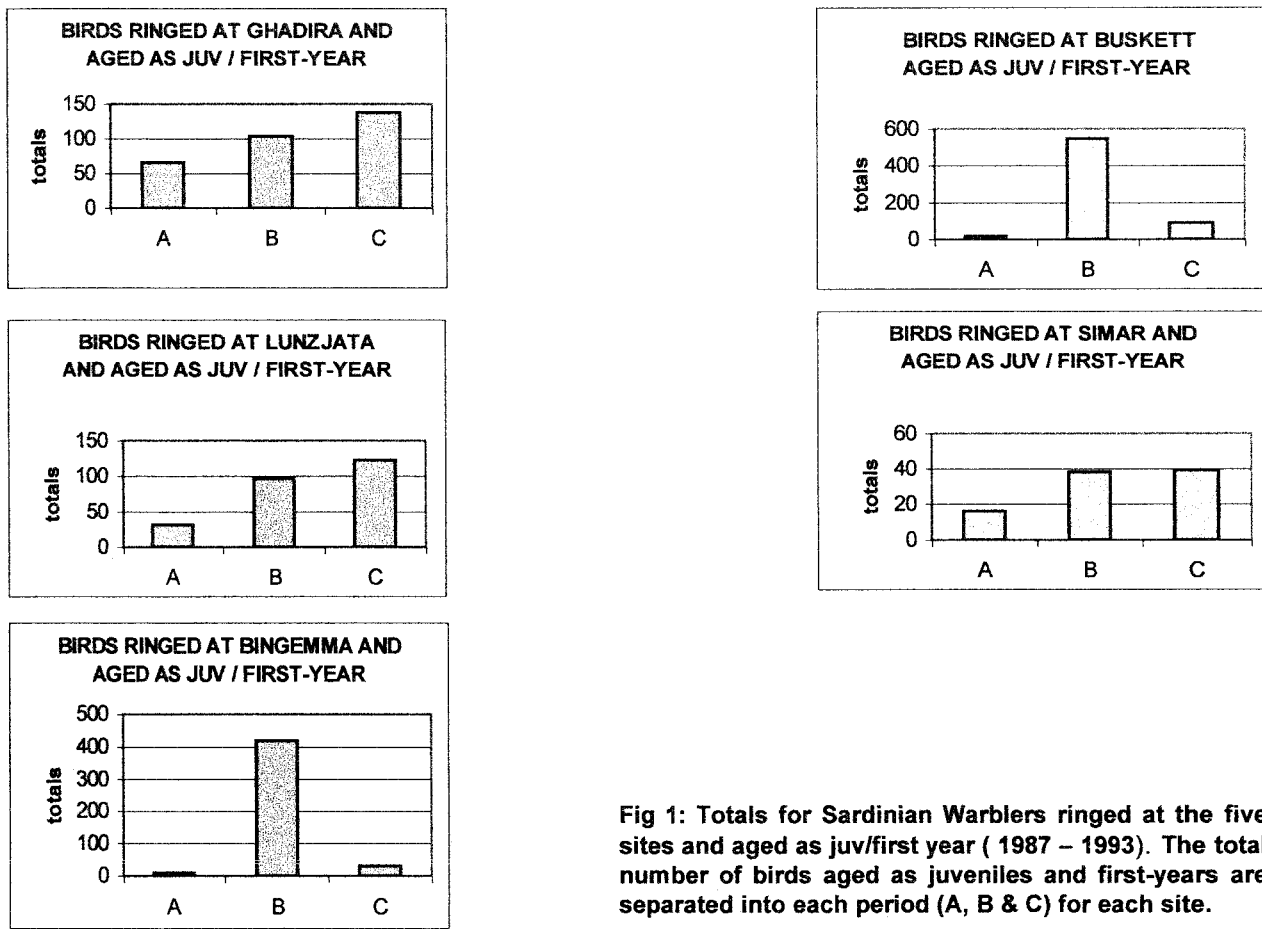 BIRDS RINGED AT GHADIRA AND
AGED AS JUV / FIRST-YEAR
totals
150
100
50
0
A B C
BIRDS RINGED AT BUSKETT
AGED AS JUV / FIRST-YEAR
totals
600
400
200
0
A B C
BIRDS RINGED AT LUNZJATA
AND AGED AS JUV / FIRST-YEAR
totals
150
100
50
0
A B C
BIRDS RINGED AT SIMAR AND
AGED AS JUV / FIRST-YEAR
totals
60
40
20
0
A B C
BIRDS RINGED AT BINGEMMA AND
AGED AS JUV / FIRST-YEAR
totals
500
400
300
200
100
0
A B C
Fig 1: Totals for Sardinian Warblers ringed at the five
sites and aged as juv/first year ( 1987 – 1993). The total
number of birds aged as juveniles and first-years are
separated into each period (A, B & C) for each site.